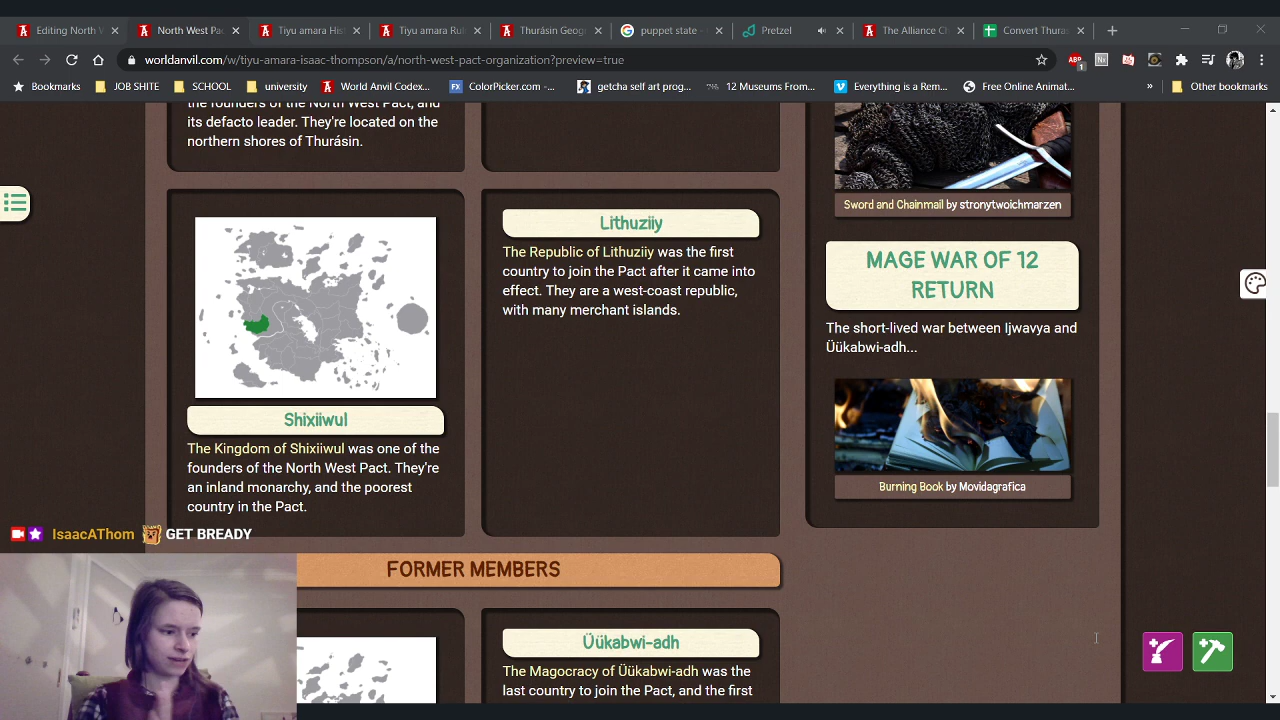 Editing North W
North West Pac
Tiyu amara His
Tiyu amara Rul
Thurásin Geog
puppet state -
Pretzel
The Alliance Ch
Convert Thuras
worldanvil.com/w/tiyu-amara-isaac-thompson/a/north-west-pact-organization?preview=true
Bookmarks
JOB SHITE
SCHOOL
university
World Anvil Codex...
ColorPicker.com -...
getcha self art prog...
12 Museums From...
Everything is a Rem...
Free Online Animat...
»
Other bookmarks
the founders of the North West Pact, and
its defacto leader. They're located on the
northern shores of Thurásin.
Shixiiwul
The Kingdom of Shixiiwul was one of the
founders of the North West Pact. They're
an inland monarchy, and the poorest
country in the Pact.
Lithuziiy
The Republic of Lithuziiy was the first
country to join the Pact after it came into
effect. They are a west-coast republic,
with many merchant islands.
Sword and Chainmail by stronytwoichmarzen
MAGE WAR OF 12
RETURN
The short-lived war between Ijwavya and
Üükabwi-adh...
Burning Book by Movidagrafica
IsaacAThom GET BREADY
FORMER MEMBERS
Üükabwi-adh
The Magocracy of Üükabwi-adh was the
last country to join the Pact, and the first